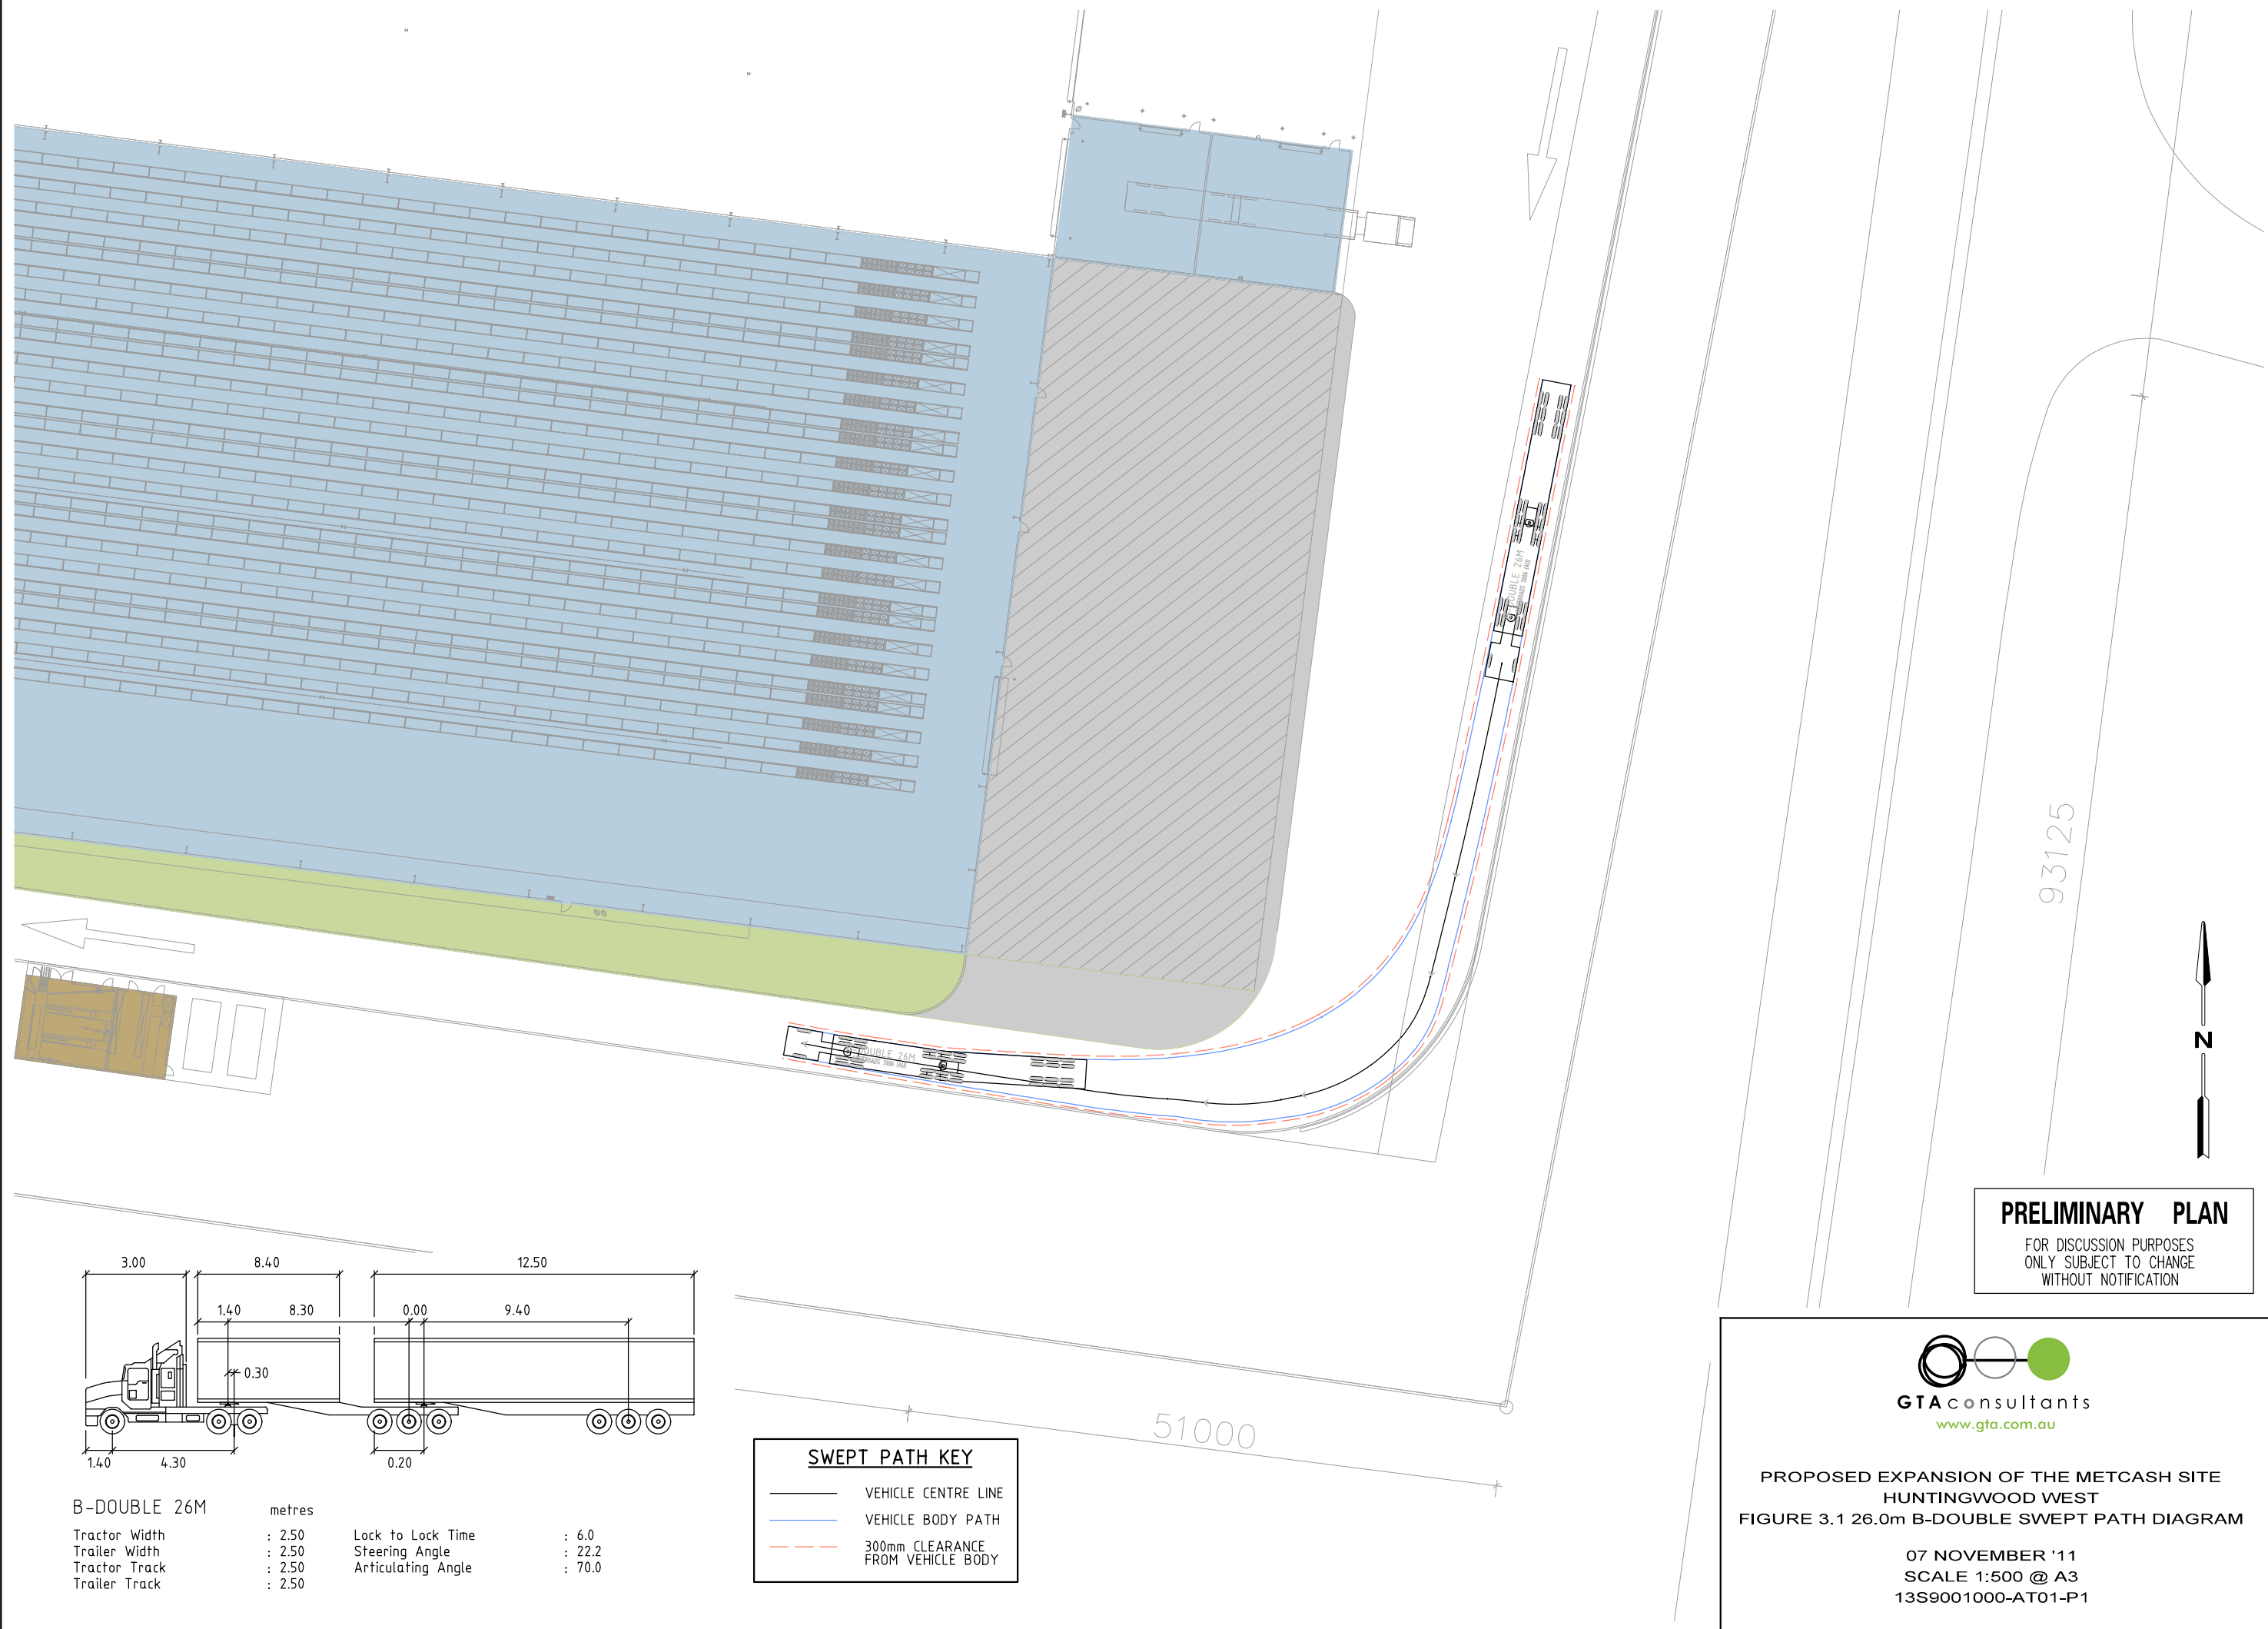 DOUBLE 26M
93125
DOUBLE 26M
N
PRELIMINARY PLAN
FOR DISCUSSION PURPOSES
ONLY SUBJECT TO CHANGE
WITHOUT NOTIFICATION
3.00 8.40 12.50
1.40 8.30 0.00 9.40
0.30
1.40 4.30 0.20
B-DOUBLE 26M metres
Tractor Width : 2.50 Lock to Lock Time : 6.0
Trailer Width : 2.50 Steering Angle : 22.2
Tractor Track : 2.50 Articulating Angle : 70.0
Trailer Track : 2.50
51000
SWEPT PATH KEY
VEHICLE CENTRE LINE
VEHICLE BODY PATH
300mm CLEARANCE
FROM VEHICLE BODY
GTAconsultants
www.gta.com.au
PROPOSED EXPANSION OF THE METCASH SITE
HUNTINGWOOD WEST
FIGURE 3.1 26.0m B-DOUBLE SWEPT PATH DIAGRAM
07 NOVEMBER '11
SCALE 1:500 @ A3
13S9001000-AT01-P1